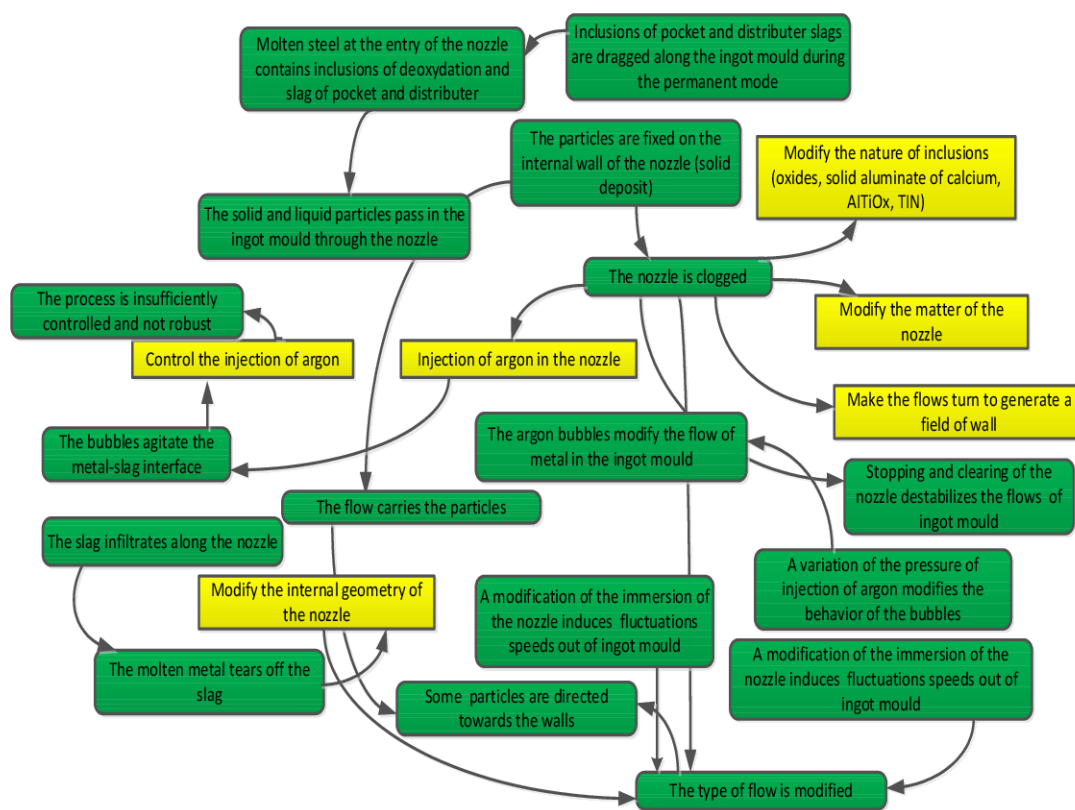 Molten steel at the entry of the nozzle
contains inclusions of deoxydation and
slag of pocket and distributer
Inclusions of pocket and distributer slags
are dragged along the ingot mould during
the permanent mode
The particles are fixed on the
internal wall of the nozzle (solid
deposit)
Modify the nature of inclusions
(oxides, solid aluminate of calcium,
AlTiOx, TIN)
The solid and liquid particles pass in the
ingot mould through the nozzle
The nozzle is clogged
The process is insufficiently
controlled and not robust
Modify the matter of the
nozzle
Control the injection of argon
Injection of argon in the nozzle
Make the flows turn to generate a
field of wall
The bubbles agitate the
metal-slag interface
The argon bubbles modify the flow of
metal in the ingot mould
Stopping and clearing of the
nozzle destabilizes the flows of
ingot mould
The flow carries the particles
The slag infiltrates along the nozzle
A variation of the pressure of
injection of argon modifies the
behavior of the bubbles
Modify the internal geometry of
the nozzle
A modification of the immersion of
the nozzle induces fluctuations
speeds out of ingot mould
The molten metal tears off the
slag
A modification of the immersion of the
nozzle induces fluctuations speeds out of
ingot mould
Some particles are directed
towards the walls
The type of flow is modified